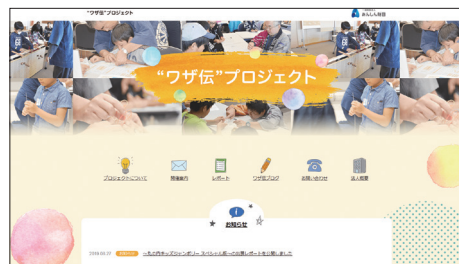 "ワザ伝"プロジェクト
あんしん財団
"ワザ伝"プロジェクト
プロジェクトについて
開催案内
レポート
ワザ伝ブログ
お問い合わせ
法人概要
お知らせ